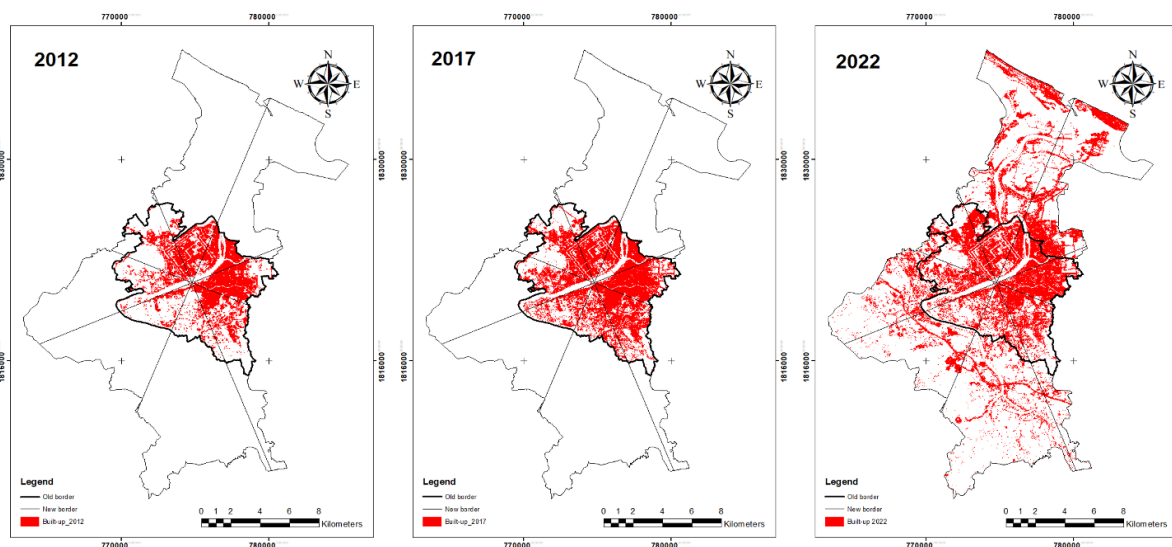 770000 780000
2012
N
W E
S
1830000
1816000
Legend
Old border
New border
Built-up_2012
0 1 2 4 6 8
Kilometers
770000 780000
770000 780000
2017
N
W E
S
1830000
1816000
Legend
Old border
New border
Built-up_2017
0 1 2 4 6 8
Kilometers
770000 780000
770000 780000
2022
N
W E
S
1830000
1816000
Legend
Old border
New border
Built-up 2022
0 1 2 4 6 8
Kilometers
770000 780000